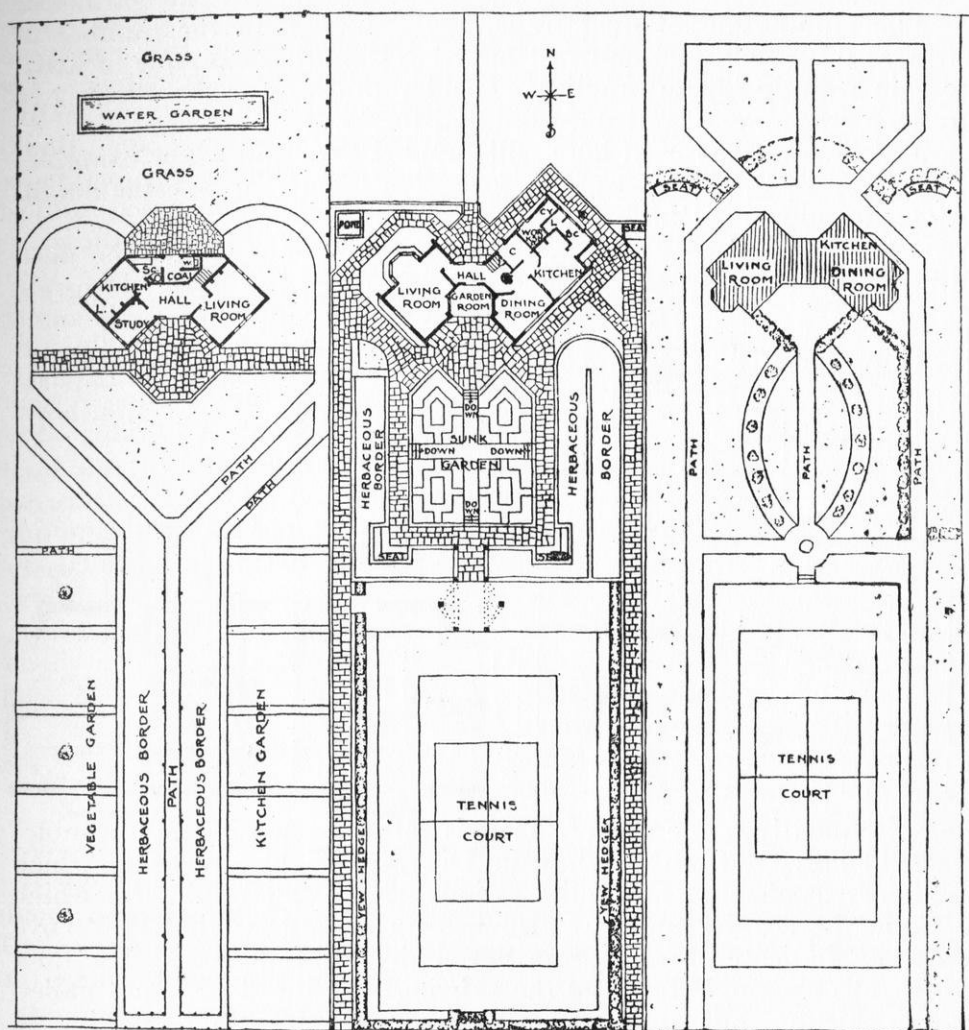 GRASS
WATER GARDEN
GRASS
SC
COAL
W
KITCHEN
HALL
LIVING
ROOM
L
STUDY
PATH
PATH
PATH
VEGETABLE GARDEN
HERBACEOUS BORDER
PATH
HERBACEOUS BORDER
KITCHEN GARDEN
N
W E
S
CY
SC
C
C
HALL
KITCHEN
LIVING
ROOM
GARDEN
ROOM
DINING
ROOM
SEAT
HERBACEOUS
BORDER
DOWN
SUNK
DOWN DOWN
GARDEN
DOWN
HERBACEOUS
BORDER
SEAT
SEAT
YEW HEDGE
TENNIS
COURT
YEW HEDGE
SEAT
SEAT
SEAT
LIVING
ROOM
KITCHEN
DINING
ROOM
PATH
PATH
PATH
TENNIS
COURT